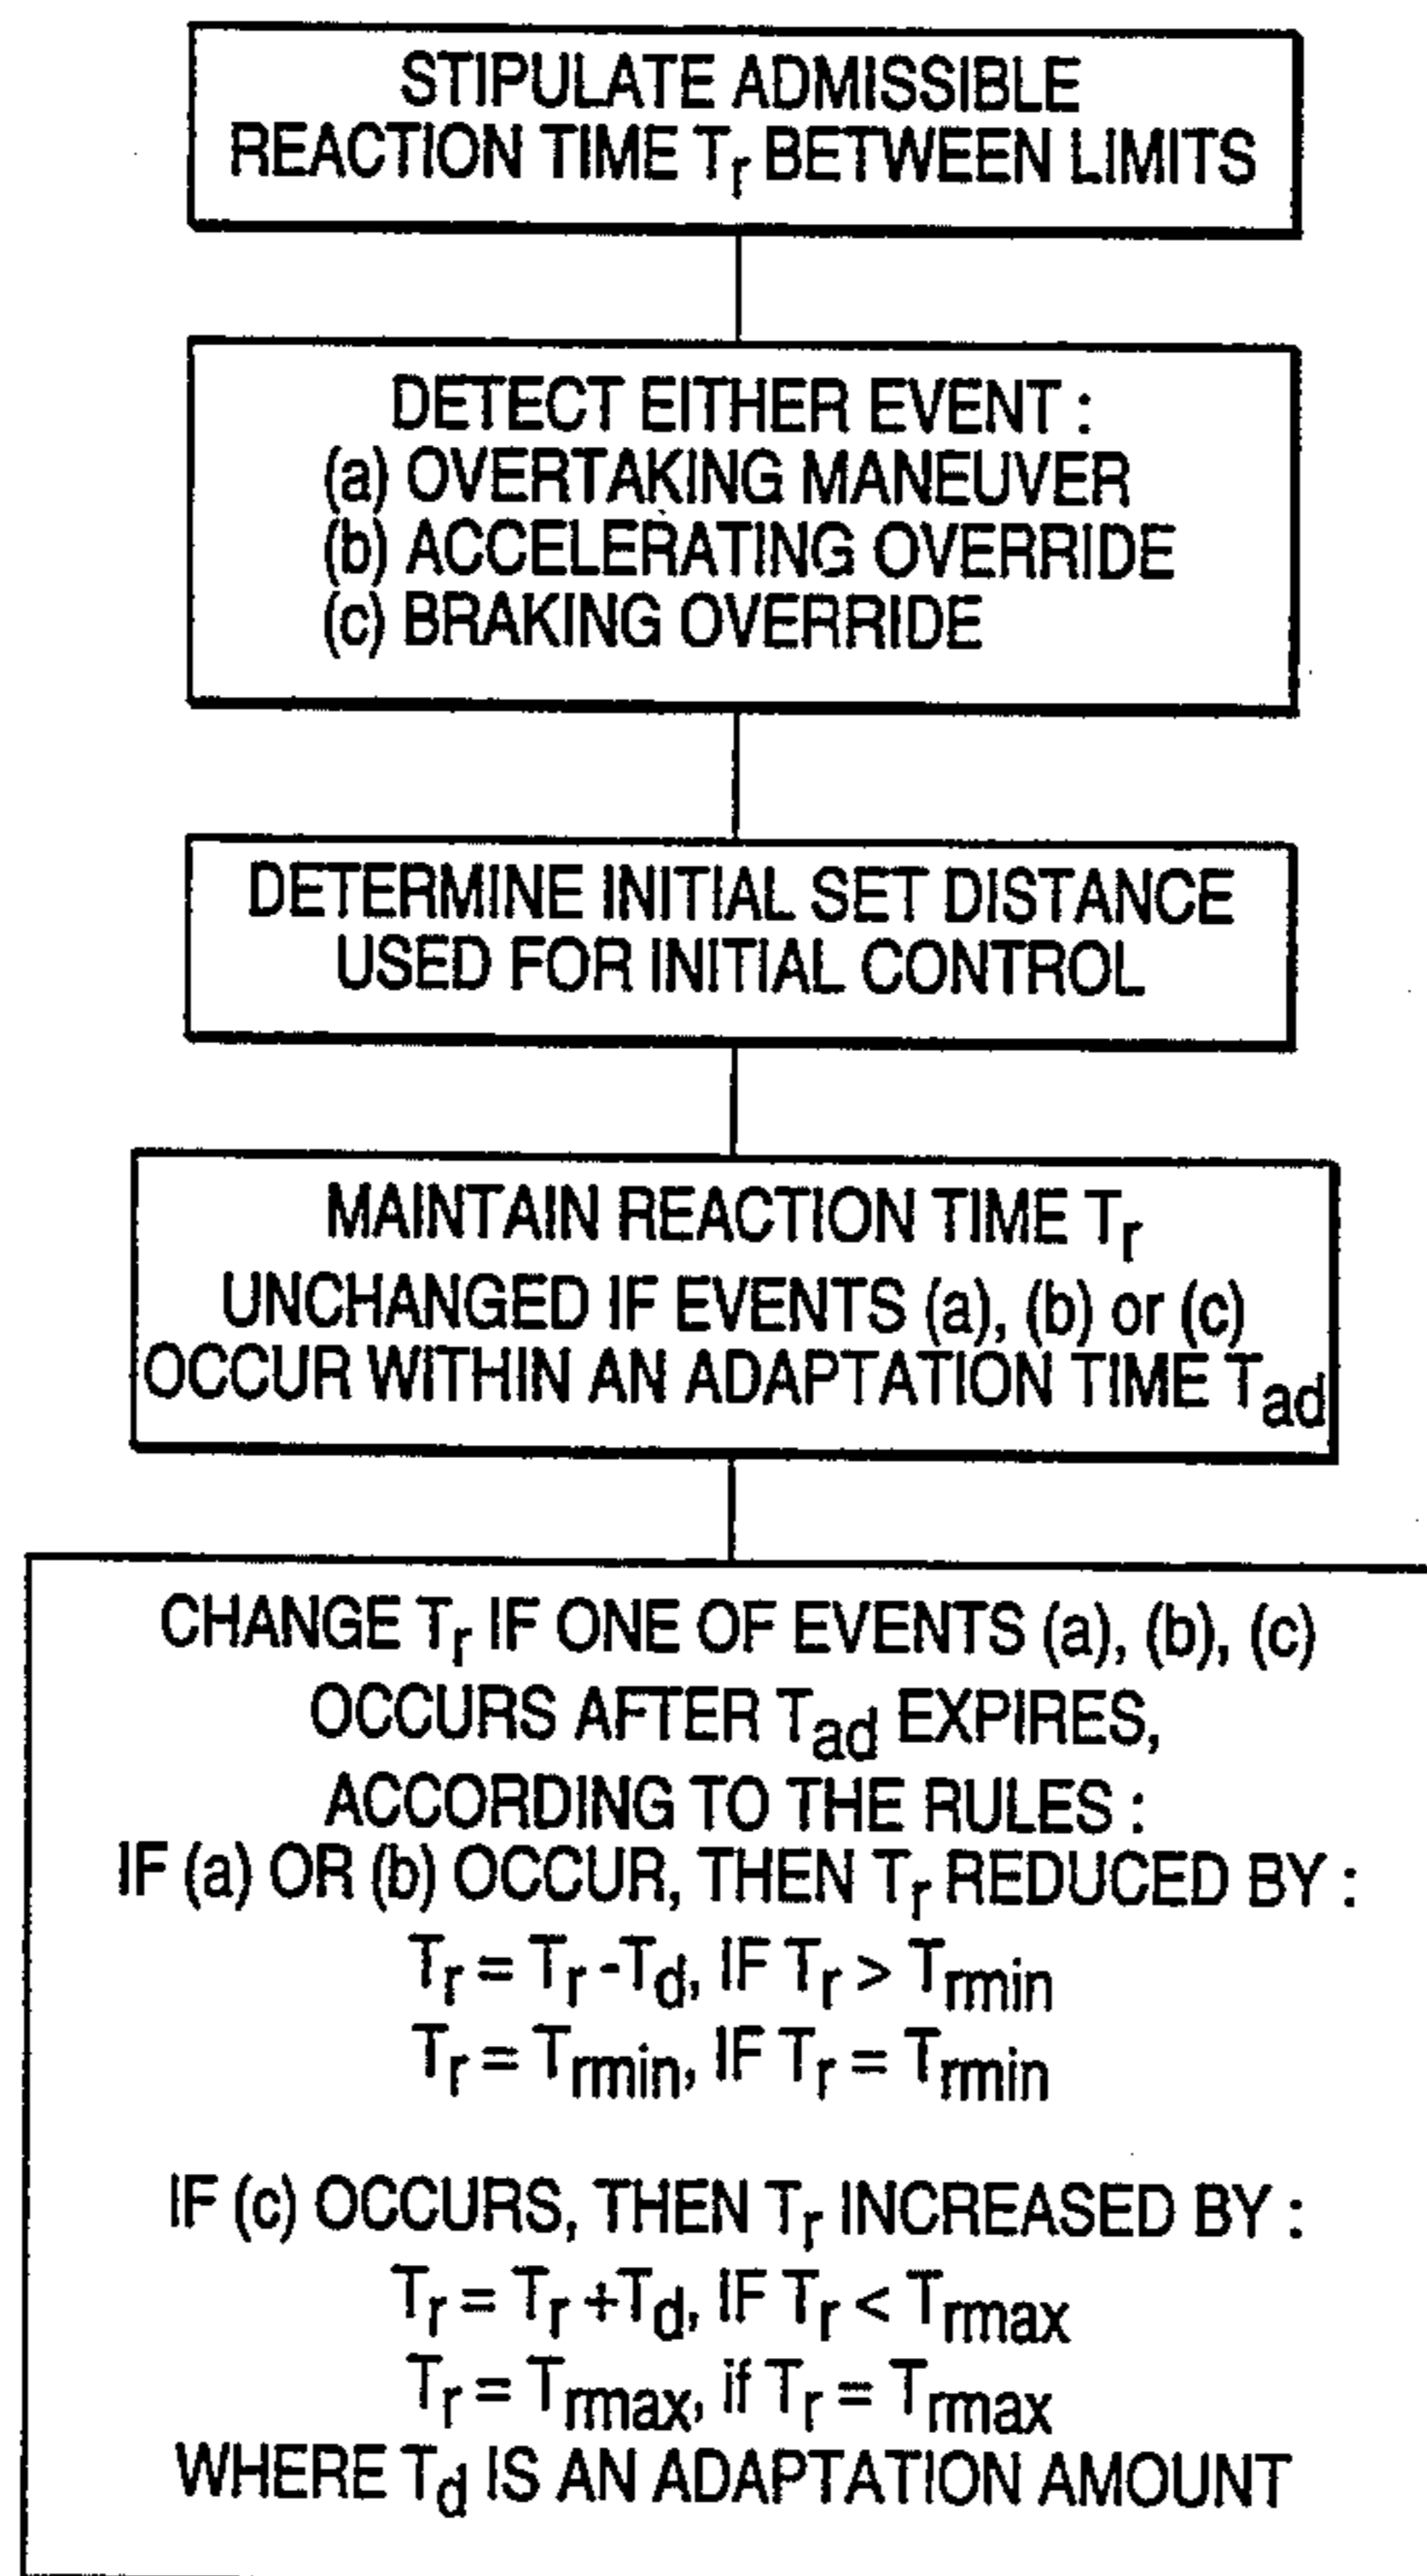 STIPULATE ADMISSIBLE
REACTION TIME Tr BETWEEN LIMITS
DETECT EITHER EVENT :
(a) OVERTAKING MANEUVER
(b) ACCELERATING OVERRIDE
(c) BRAKING OVERRIDE
DETERMINE INITIAL SET DISTANCE
USED FOR INITIAL CONTROL
MAINTAIN REACTION TIME Tr
UNCHANGED IF EVENTS (a), (b) or (c)
OCCUR WITHIN AN ADAPTATION TIME Tad
CHANGE Tr IF ONE OF EVENTS (a), (b), (c)
OCCURS AFTER Tad EXPIRES,
ACCORDING TO THE RULES :
IF (a) OR (b) OCCUR, THEN Tr REDUCED BY :
Tr = Tr -Td, IF Tr > Trmin
Tr = Trmin, IF Tr = Trmin
IF (c) OCCURS, THEN Tr INCREASED BY :
Tr = Tr +Td, IF Tr < Trmax
Tr = Trmax, if Tr = Trmax
WHERE Td IS AN ADAPTATION AMOUNT